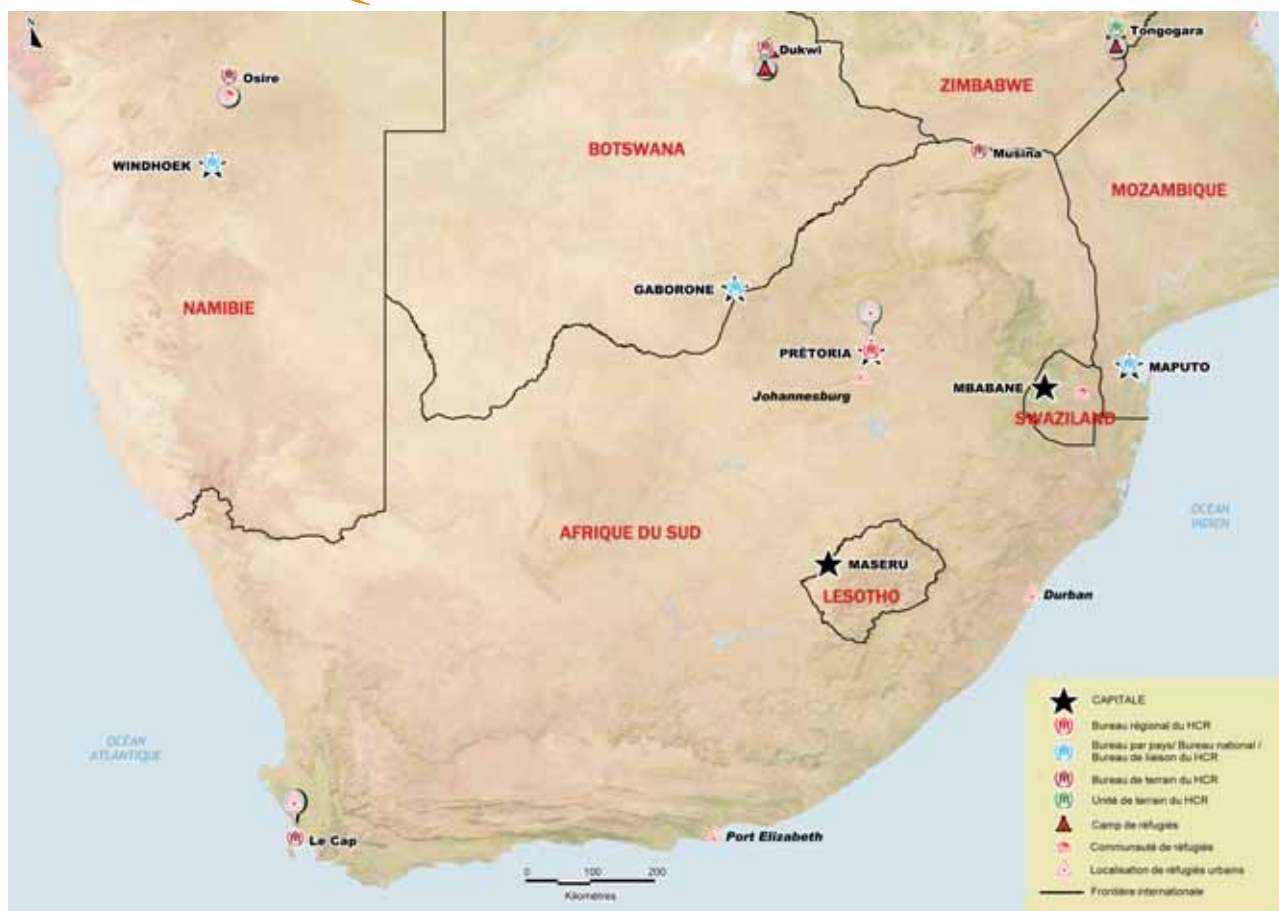 N
Osire
Dukwi
Tongogara
ZIMBABWE
WINDHOEK
BOTSWANA
Musina
MOZAMBIQUE
GABORONE
NAMIBIE
PRÉTORIA
MAPUTO
MBABANE
Johannesburg
SWAZILAND
OCÉAN
INDIEN
AFRIQUE DU SUD
MASERU
LESOTHO
Durban
OCÉAN
ATLANTIQUE
Port Elizabeth
Le Cap
0 100 200
Kilomètres
CAPITALE
Bureau régional du HCR
Bureau par pays/ Bureau national /
Bureau de liaison du HCR
Bureau de terrain du HCR
Unité de terrain du HCR
Camp de réfugiés
Communauté de réfugiés
Localisation de réfugiés urbains
Frontière internationale